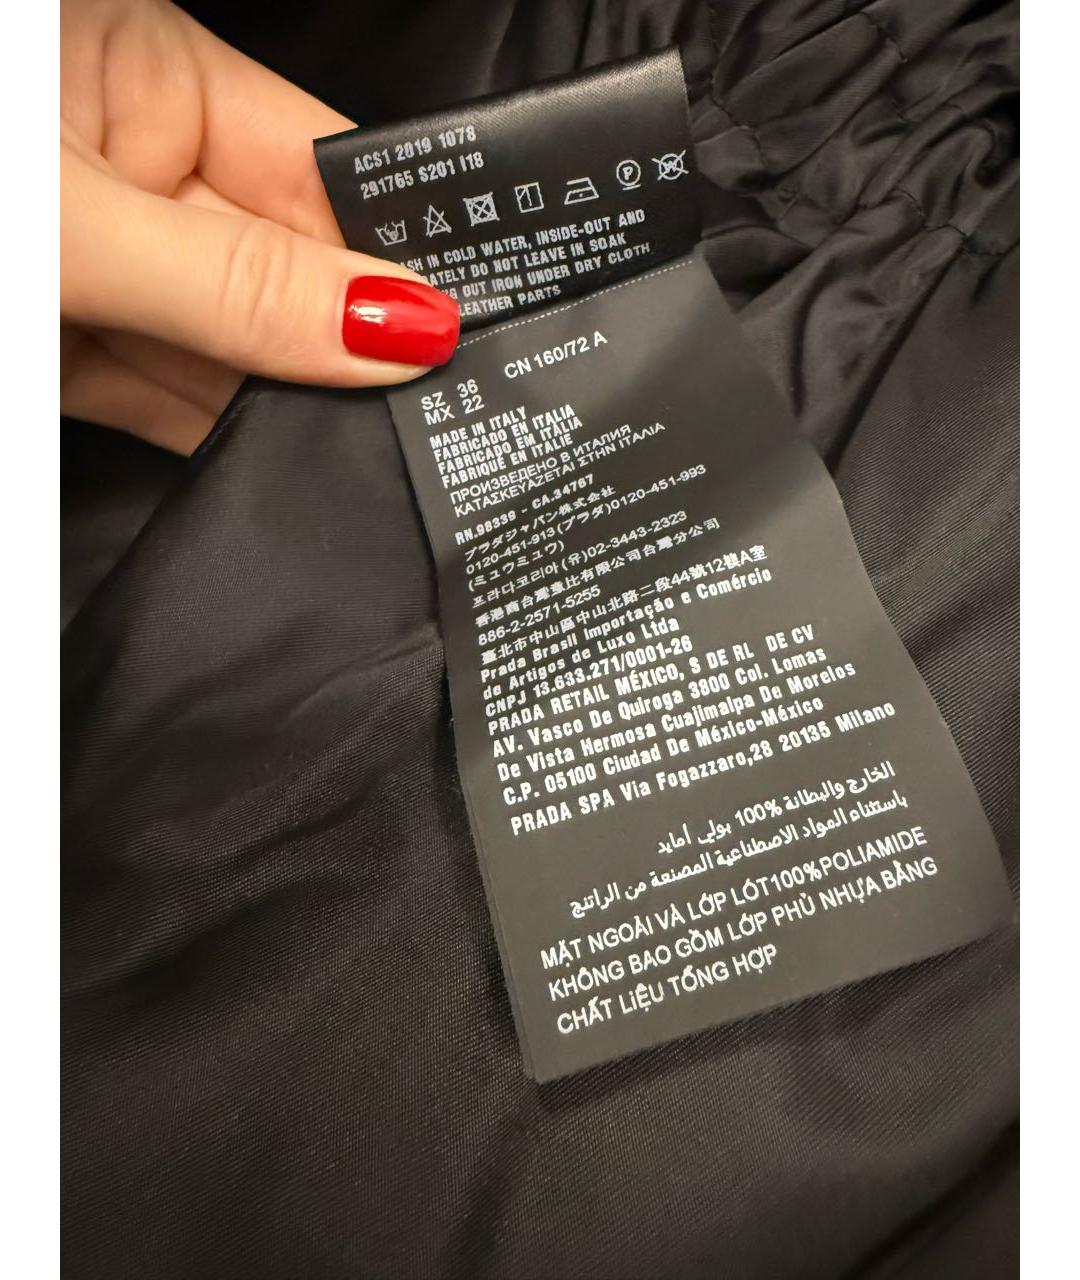 ACS1 2019 1078
291765 S201 I18
P W
IN COLD WATER, INSIDE-OUT AND
DO NOT LEAVE IN SOAK
OUT IRON UNDER DRY CLOTH
LEATHER PARTS
SZ 36 CN 160/72 A
MX 22
MADE IN ITALY
FABRICADO EN ITALIA
FABRICADO EM ITALIA
FABRIQUÉ EN ITALIE
ПРОИЗВЕДЕНО В ИТАЛИЯ
ΚΑΤΑΣΚΕΥΑΖΕΤΑΙ ΣΤΗΝ ΙΤΑΛΙΑ
RN.98339 - CA.34767
プラダジャパン株式会社
0120-451-913(プラダ)0120-451-993
(ミュウミュウ)
프라다코리아(유)02-3443-2323
香港商台灣壹比有限公司台灣分公司
886-2-2571-5255
臺北市中山區中山北路二段44號12樓A室
Prada Brasil Importação e Comércio
de Artigos de Luxo Ltda
CNPJ 13.633.271/0001-26
PRADA RETAIL MÉXICO, S DE RL DE CV
AV. Vasco De Quiroga 3800 Col. Lomas
De Vista Hermosa Cuajimalpa De Morelos
C.P. 05100 Ciudad De México-México
PRADA SPA Via Fogazzaro,28 20135 Milano
الخارج والبطانة %100 بولي أمايد
باستثناء المواد الاصطناعية المصنعة من الراتنج
MẶT NGOÀI VÀ LỚP LÓT100%POLIAMIDE
KHÔNG BAO GỒM LỚP PHỦ NHỰA BẰNG
CHẤT LIỆU TỔNG HỢP